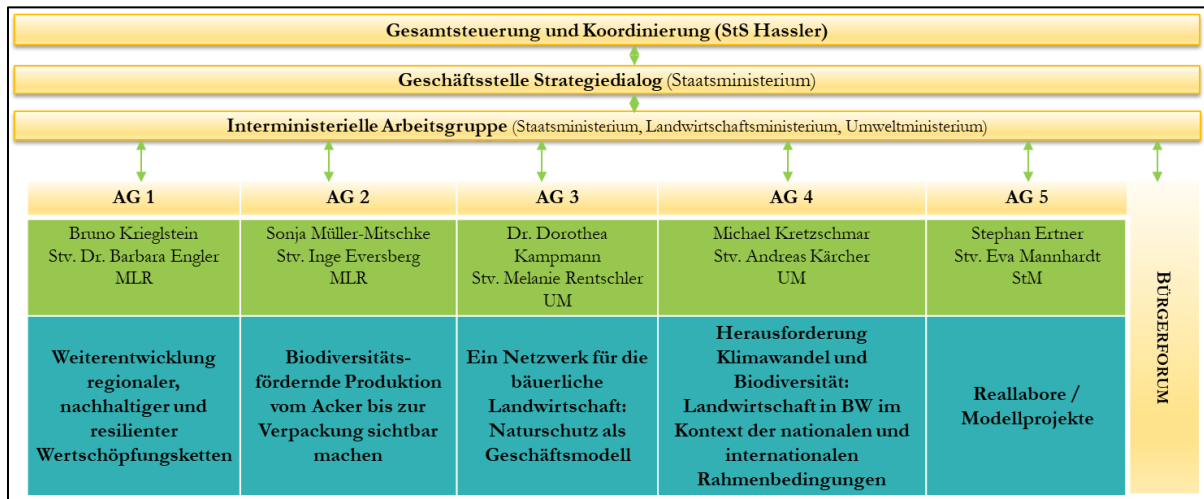 Gesamtsteuerung und Koordinierung (StS Hassler)
Geschäftsstelle Strategiedialog (Staatsministerium)
Interministerielle Arbeitsgruppe (Staatsministerium, Landwirtschaftsministerium, Umweltministerium)
AG 1
Bruno Krieglstein
Stv. Dr. Barbara Engler
MLR
Weiterentwicklung
regionaler,
nachhaltiger und
resilienter
Wertschöpfungsketten
AG 2
Sonja Müller-Mitschke
Stv. Inge Eversberg
MLR
Biodiversitäts-
fördernde Produktion
vom Acker bis zur
Verpackung sichtbar
machen
AG 3
Dr. Dorothea
Kampmann
Stv. Melanie Rentschler
UM
Ein Netzwerk für die
bäuerliche
Landwirtschaft:
Naturschutz als
Geschäftsmodell
AG 4
Michael Kretzschmar
Stv. Andreas Kärcher
UM
Herausforderung
Klimawandel und
Biodiversität:
Landwirtschaft in BW im
Kontext der nationalen und
internationalen
Rahmenbedingungen
AG 5
Stephan Ertner
Stv. Eva Mannhardt
StM
Reallabore /
Modellprojekte
BÜRGERFORUM